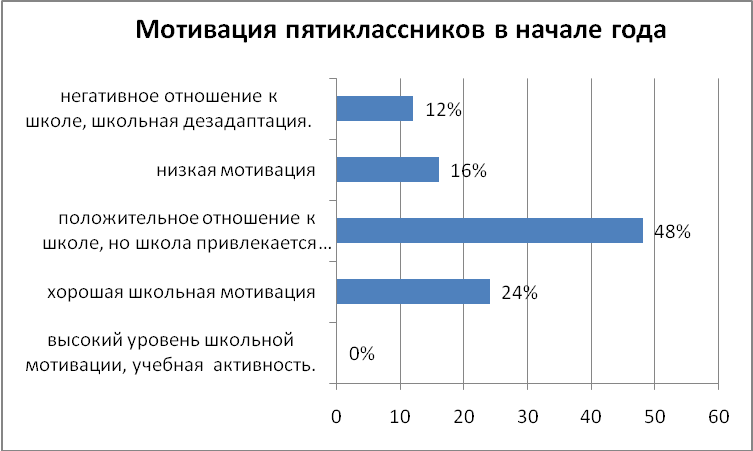 Мотивация пятиклассников в начале года
негативное отношение к
школе, школьная дезадаптация.
12%
низкая мотивация
16%
положительное отношение к
школе, но школа привлекается...
48%
хорошая школьная мотивация
24%
высокий уровень школьной
мотивации, учебная активность.
0%
0 10 20 30 40 50 60